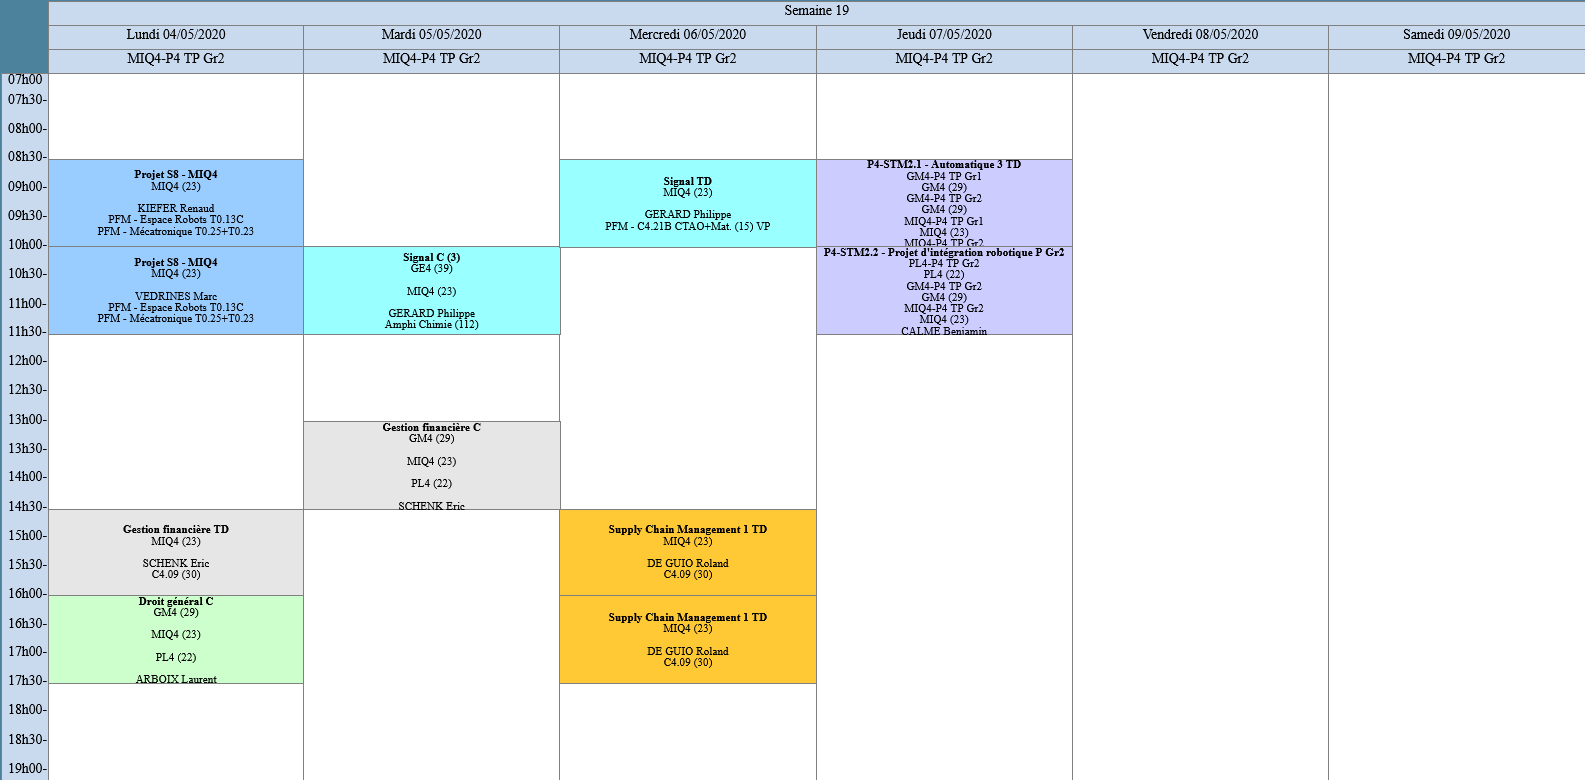 Semaine 19
Lundi 04/05/2020
Mardi 05/05/2020
Mercredi 06/05/2020
Jeudi 07/05/2020
Vendredi 08/05/2020
Samedi 09/05/2020
MIQ4-P4 TP Gr2
MIQ4-P4 TP Gr2
MIQ4-P4 TP Gr2
MIQ4-P4 TP Gr2
MIQ4-P4 TP Gr2
MIQ4-P4 TP Gr2
07h00
07h30-
08h00-
08h30-
09h00-
09h30-
10h00-
10h30-
11h00-
11h30-
12h00-
12h30-
13h00-
13h30-
14h00-
14h30-
15h00-
15h30-
16h00-
16h30-
17h00-
17h30-
18h00-
18h30-
19h00-
Projet S8 - MIQ4
MIQ4 (23)
KIEFER Renaud
PFM - Espace Robots T0.13C
PFM - Mécatronique T0.25+T0.23
Projet S8 - MIQ4
MIQ4 (23)
VEDRINES Marc
PFM - Espace Robots T0.13C
PFM - Mécatronique T0.25+T0.23
Gestion financière TD
MIQ4 (23)
SCHENK Eric
C4.09 (30)
Droit général C
GM4 (29)
MIQ4 (23)
PL4 (22)
ARBOIX Laurent
Signal C (3)
GE4 (39)
MIQ4 (23)
GERARD Philippe
Amphi Chimie (112)
Gestion financière C
GM4 (29)
MIQ4 (23)
PL4 (22)
SCHENK Eric
Signal TD
MIQ4 (23)
GERARD Philippe
PFM - C4.21B CTAO+Mat. (15) VP
Supply Chain Management 1 TD
MIQ4 (23)
DE GUIO Roland
C4.09 (30)
Supply Chain Management 1 TD
MIQ4 (23)
DE GUIO Roland
C4.09 (30)
P4-STM2.1 - Automatique 3 TD
GM4-P4 TP Gr1
GM4 (29)
GM4-P4 TP Gr2
GM4 (29)
MIQ4-P4 TP Gr1
MIQ4 (23)
MIQ4-P4 TP Gr2
P4-STM2.2 - Projet d'intégration robotique P Gr2
PL4-P4 TP Gr2
PL4 (22)
GM4-P4 TP Gr2
GM4 (29)
MIQ4-P4 TP Gr2
MIQ4 (23)
CALME Benjamin